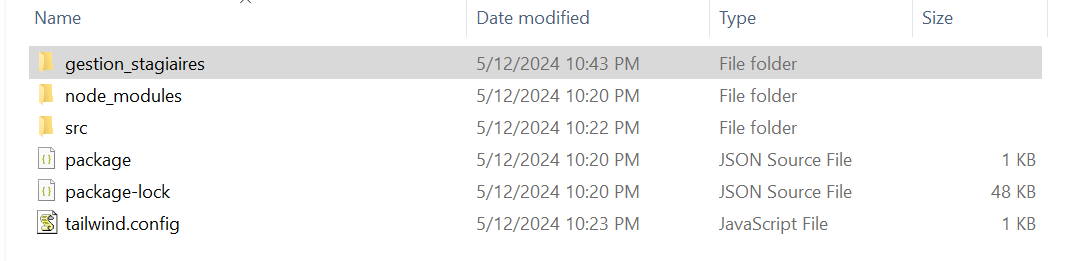 Name Date modified Type Size
gestion_stagiaires 5/12/2024 10:43 PM File folder
node_modules 5/12/2024 10:20 PM File folder
src 5/12/2024 10:22 PM File folder
package 5/12/2024 10:20 PM JSON Source File 1 KB
package-lock 5/12/2024 10:20 PM JSON Source File 48 KB
tailwind.config 5/12/2024 10:23 PM JavaScript File 1 KB